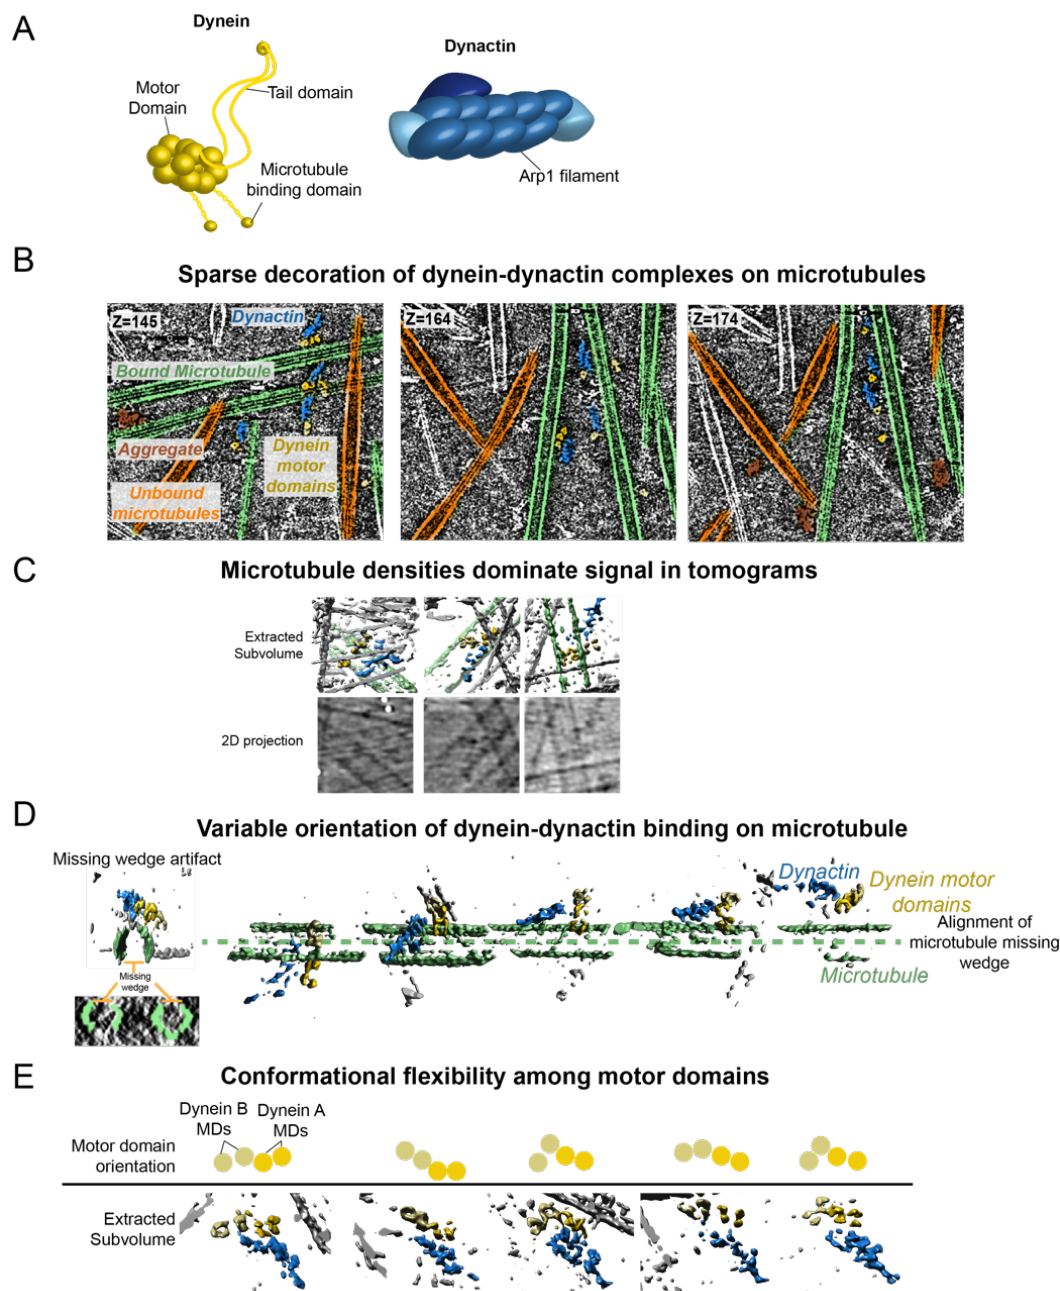 A
Dynein
Dynactin
Motor
Domain
Tail domain
Microtubule
binding domain
Arp1 filament
B
Sparse decoration of dynein-dynactin complexes on microtubules
Z=145
Dynactin
Z=164
Z=174
Bound Microtubule
Aggregate
Dynein
motor
domains
Unbound
microtubules
C
Microtubule densities dominate signal in tomograms
Extracted
Subvolume
2D projection
D
Variable orientation of dynein-dynactin binding on microtubule
Missing wedge artifact
Dynactin
Dynein motor
domains
Alignment of
microtubule missing
wedge
Microtubule
Missing
wedge
E
Conformational flexibility among motor domains
Dynein B
MDs
Dynein A
MDs
Motor domain
orientation
Extracted
Subvolume